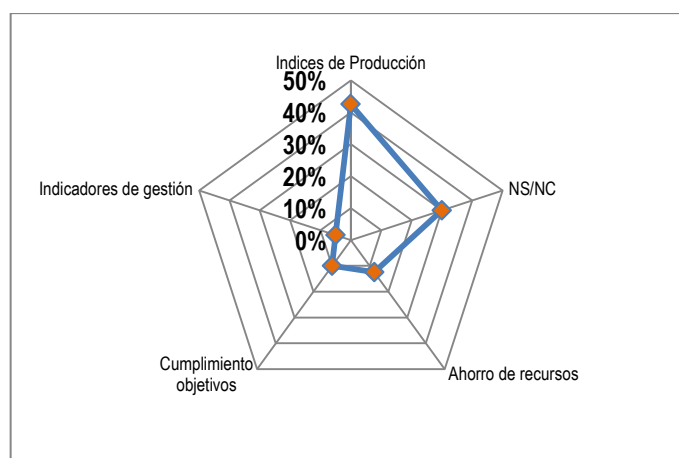 Indices de Producción
50%
40%
30%
20%
10%
0%
NS/NC
Ahorro de recursos
Cumplimiento
objetivos
Indicadores de gestión